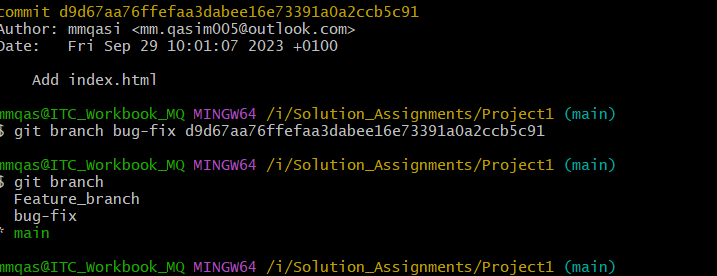 commit d9d67aa76ffefaa3dabee16e73391a0a2ccb5c91
Author: mmqasi <mm.qasim005@outlook.com>
Date:   Fri Sep 29 10:01:07 2023 +0100
    Add index.html
mmqas@ITC_Workbook_MQ MINGW64 /i/Solution_Assignments/Project1 (main)
$ git branch bug-fix d9d67aa76ffefaa3dabee16e73391a0a2ccb5c91
mmqas@ITC_Workbook_MQ MINGW64 /i/Solution_Assignments/Project1 (main)
$ git branch
  Feature_branch
  bug-fix
* main
mmqas@ITC_Workbook_MQ MINGW64 /i/Solution_Assignments/Project1 (main)